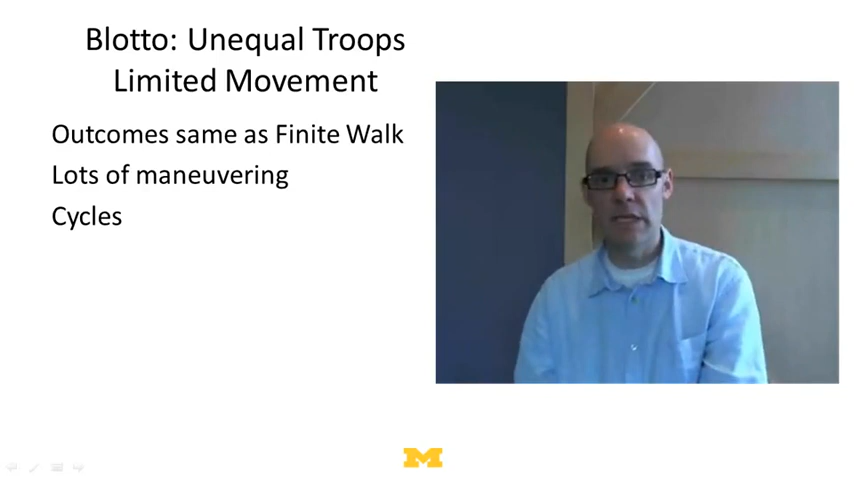 Blotto: Unequal Troops
Limited Movement
Outcomes same as Finite Walk
Lots of maneuvering
Cycles
M